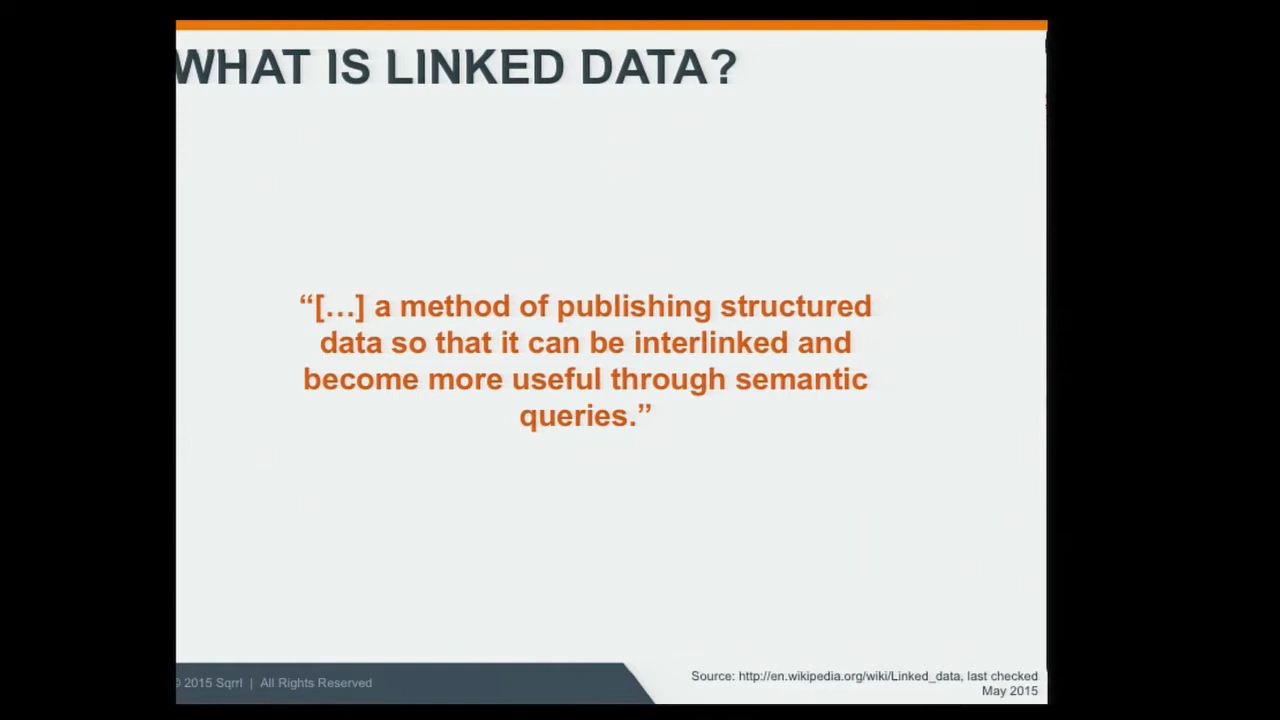 WHAT IS LINKED DATA?
“[…] a method of publishing structured
data so that it can be interlinked and
become more useful through semantic
queries.”
© 2015 Sqrrl | All Rights Reserved
Source: http://en.wikipedia.org/wiki/Linked_data, last checked
May 2015